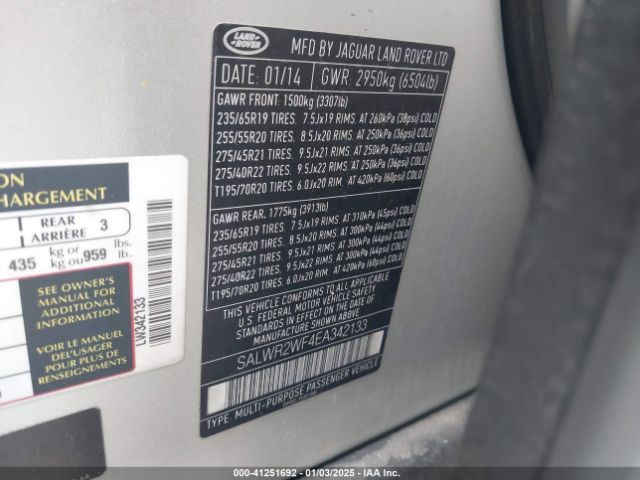 LAND
ROVER
MFD BY JAGUAR LAND ROVER LTD
DATE: 01/14 GWR: 2950kg (6504lb)
GAWR FRONT. 1500kg (3307lb)
235/65R19 TIRES. 7.5Jx19 RIMS. AT 260kPa (38psi) COLD
255/55R20 TIRES. 8.5Jx20 RIMS. AT 250kPa (36psi) COLD
275/45R21 TIRES. 9.5Jx21 RIMS. AT 250kPa (36psi) COLD
275/40R22 TIRES. 9.5Jx22 RIMS. AT 250kPa (36psi) COLD
T195/70R20 TIRES. 6.0Jx20 RIM. AT 420kPa (60psi) COLD
GAWR REAR. 1775kg (3913lb)
235/65R19 TIRES. 7.5Jx19 RIMS. AT 310kPa (45psi) COLD
255/55R20 TIRES. 8.5Jx20 RIMS. AT 300kPa (44psi) COLD
275/45R21 TIRES. 9.5Jx21 RIMS. AT 300kPa (44psi) COLD
275/40R22 TIRES. 9.5Jx22 RIMS. AT 300kPa (44psi) COLD
T195/70R20 TIRES. 6.0Jx20 RIM. AT 420kPa (60psi) COLD
THIS VEHICLE CONFORMS TO ALL APPLICABLE
U.S. FEDERAL MOTOR VEHICLE SAFETY
STANDARDS IN EFFECT ON THE DATE OF
MANUFACTURE SHOWN ABOVE
SALWR2WF4EA342133
TYPE: MULTI-PURPOSE PASSENGER VEHICLE
ON
HARGEMENT
REAR
ARRIÈRE 3
435 kg or
kg ou 959 lbs.
lb.
SEE OWNER'S
MANUAL FOR
ADDITIONAL
INFORMATION
VOIR LE MANUEL
DEL'USAGER
POUR PLUS DE
RENSEIGNEMENTS
LW342133
000-41251692 - 01/03/2025 - IAA Inc.